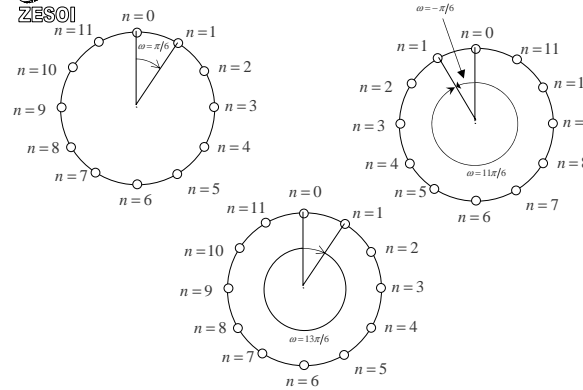 ZESOI
n=0
n=11
n=1
ω=π/6
n=10
n=2
n=9
n=3
n=8
n=4
n=7
n=5
n=6
ω=−π/6
n=0
n=1
n=11
n=2
n=1
n=3
n=
n=4
n=8
ω=11π/6
n=5
n=7
n=6
n=0
n=11
n=1
n=10
n=2
n=9
n=3
n=8
n=4
ω=13π/6
n=7
n=5
n=6